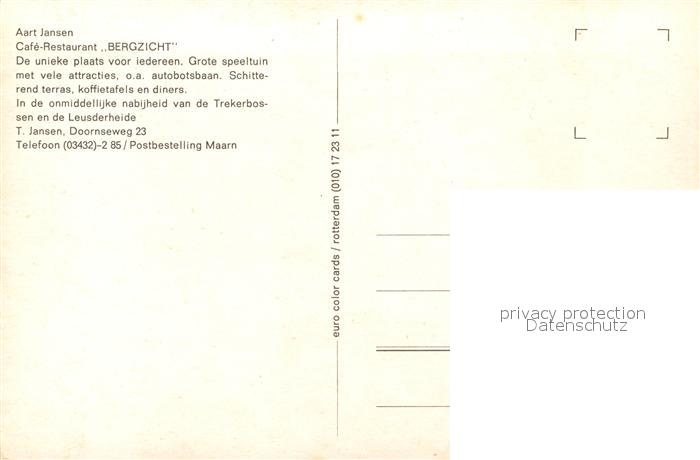 Aart Jansen
Café-Restaurant ,,BERGZICHT''
De unieke plaats voor iedereen. Grote speeltuin
met vele attracties, o.a. autobotsbaan. Schitte-
rend terras, koffietafels en diners.
In de onmiddellijke nabijheid van de Trekerbos-
sen en de Leusderheide
T. Jansen, Doornseweg 23
Telefoon (03432)-2 85 / Postbestelling Maarn
euro color cards / rotterdam (010) 17 23 11
privacy protection
Datenschutz